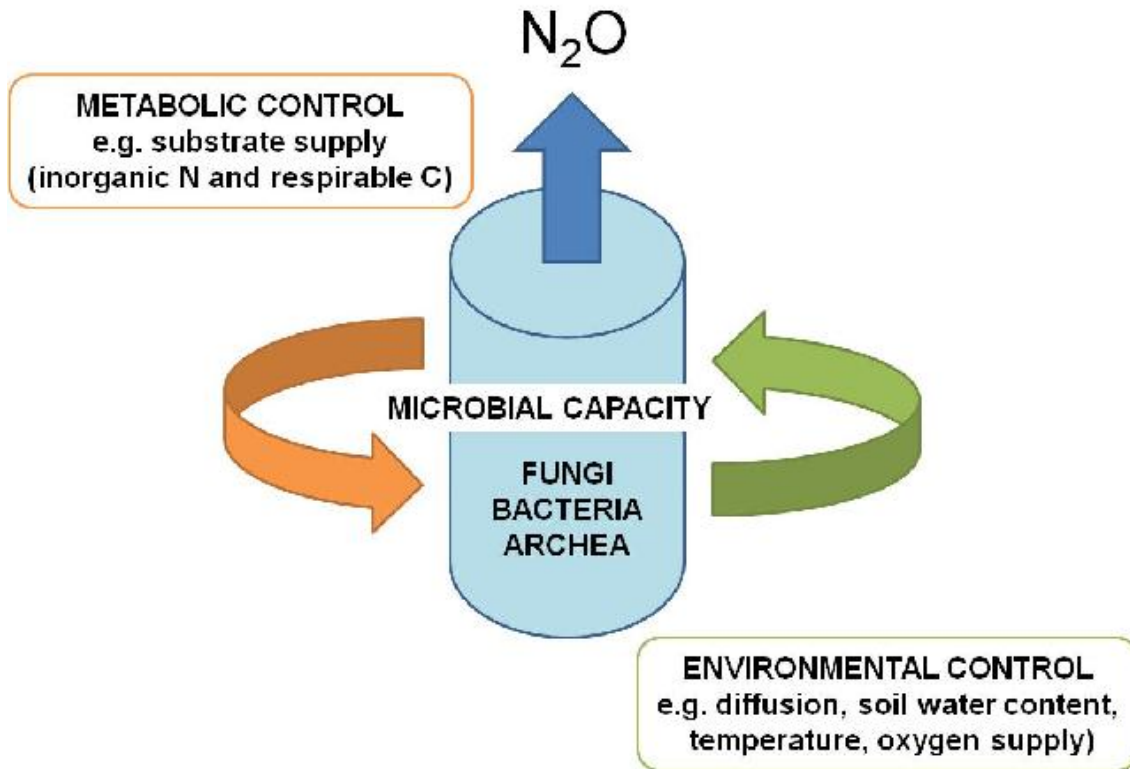 N₂O
METABOLIC CONTROL
e.g. substrate supply
(inorganic N and respirable C)
MICROBIAL CAPACITY
FUNGI
BACTERIA
ARCHEA
ENVIRONMENTAL CONTROL
e.g. diffusion, soil water content,
temperature, oxygen supply)